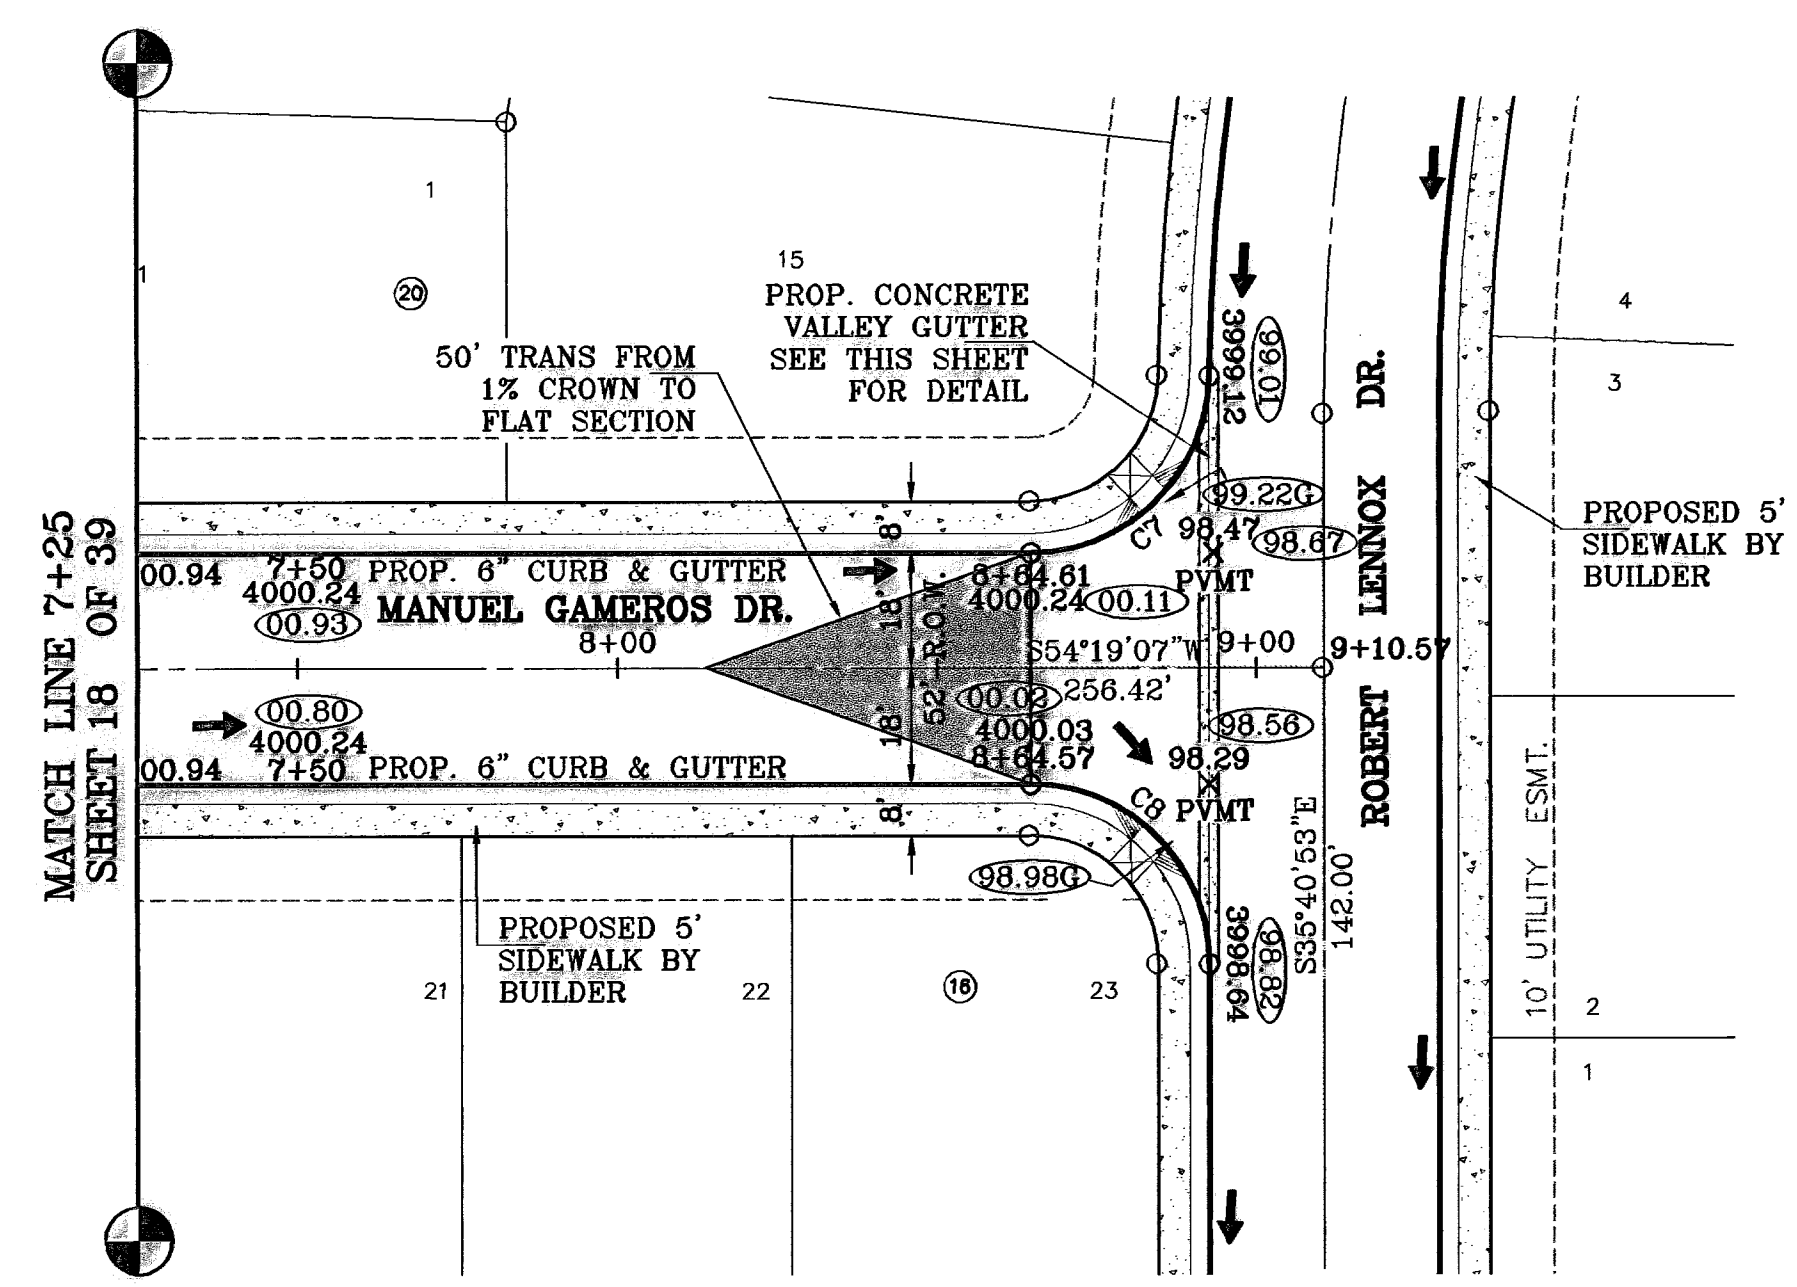 MATCH LINE 7+25
SHEET 18 OF 39
1
1
20
15
PROP. CONCRETE
VALLEY GUTTER
SEE THIS SHEET
FOR DETAIL
50' TRANS FROM
1% CROWN TO
FLAT SECTION
3999.12
99.01
4
3
ROBERT LENNOX DR.
PROPOSED 5'
SIDEWALK BY
BUILDER
99.22G
C7
98.47
98.67
PVMT
8'
00.94
7+50
PROP. 6" CURB & GUTTER
4000.24
00.93
MANUEL GAMEROS DR.
8+00
18'
52' R.O.W.
8+64.61
4000.24
00.11
S54°19'07"W
9+00
9+10.57
256.42'
00.02
4000.03
8+64.57
18'
00.80
4000.24
00.94
7+50
PROP. 6" CURB & GUTTER
98.56
98.29
C8
PVMT
8'
98.98G
S35°40'53"E
142.00'
3998.64
98.82
10' UTILITY ESMT.
PROPOSED 5'
SIDEWALK BY
BUILDER
21
22
16
23
2
1